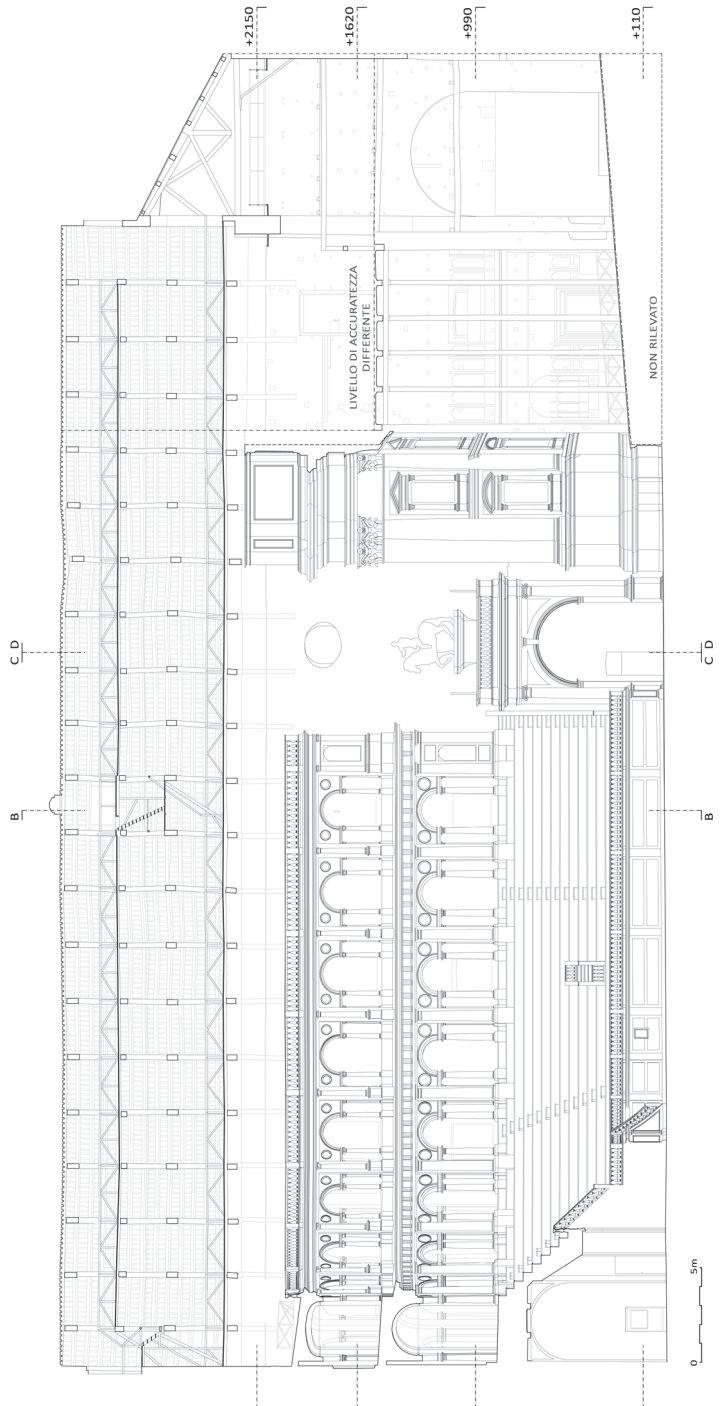 +2150
+1620
+990
+110
LIVELLO DI ACCURATEZZA
DIFFERENTE
NON RILEVATO
C D
C D
B
B
0
5m